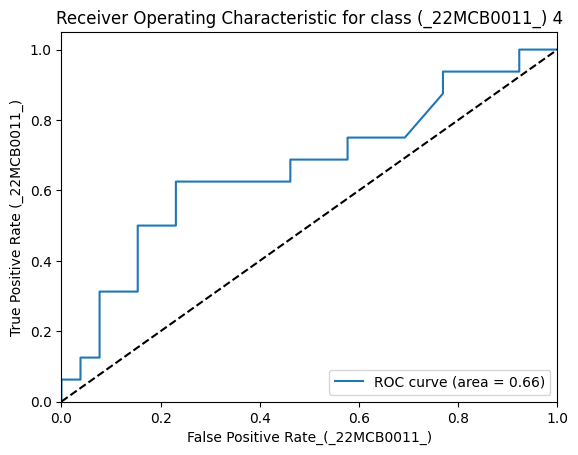 Receiver Operating Characteristic for class (_22MCB0011_) 4
True Positive Rate (_22MCB0011_)
1.0
0.8
0.6
0.4
0.2
0.0
ROC curve (area = 0.66)
0.0 0.2 0.4 0.6 0.8 1.0
False Positive Rate_(_22MCB0011_)